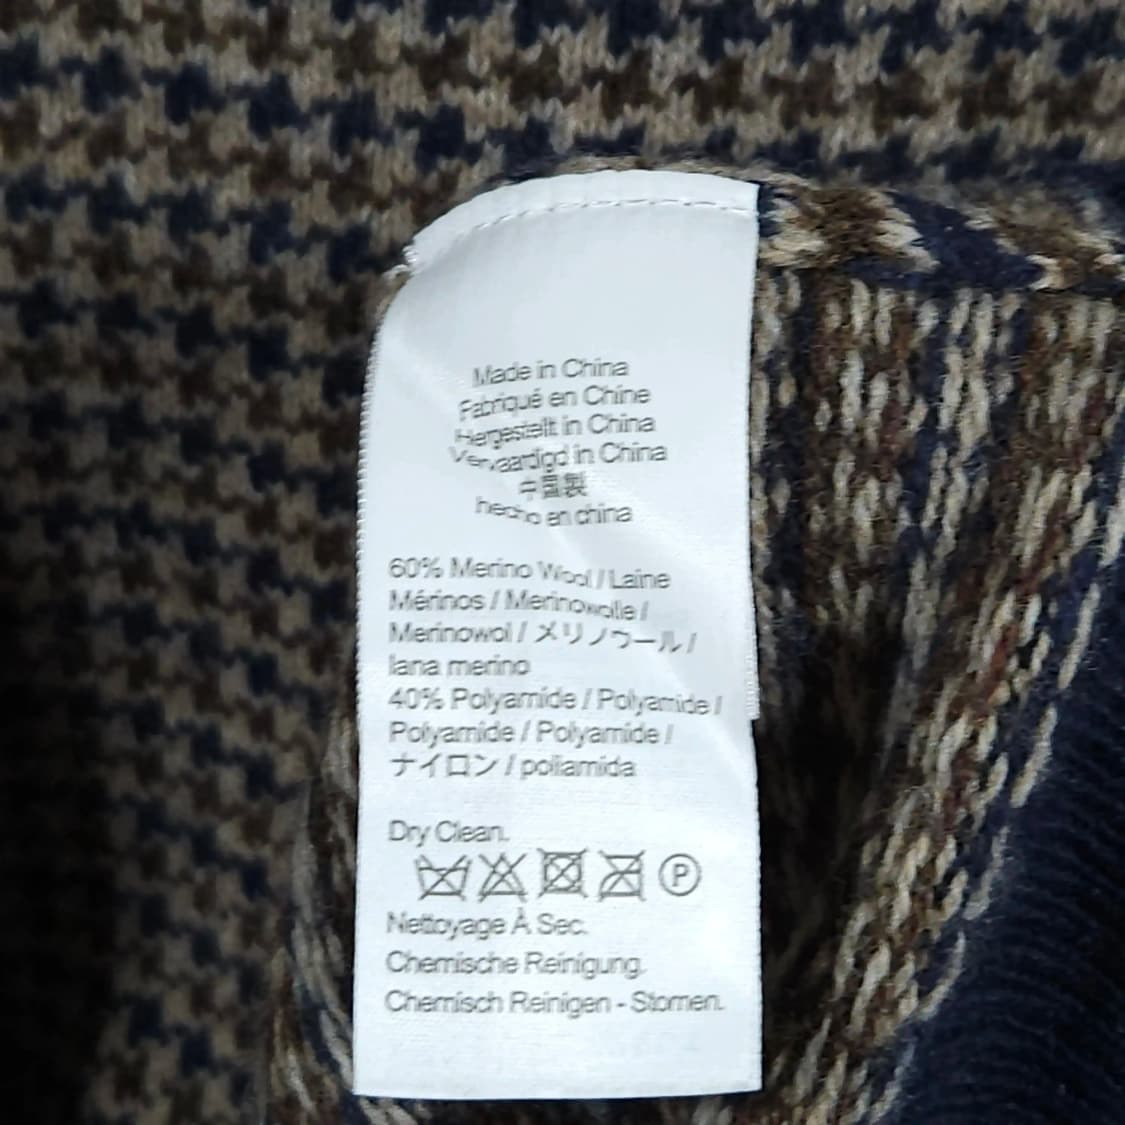 Made in China
Fabriqué en Chine
Hergestellt in China
Vervaardigd in China
中国製
hecho en china
60% Merino Wool / Laine
Mérinos / Merinowolle /
Merinowol / メリノウール /
lana merino
40% Polyamide / Polyamide /
Polyamide / Polyamide /
ナイロン / poliamida
Dry Clean.
P
Nettoyage À Sec.
Chemische Reinigung.
Chemisch Reinigen - Stomen.